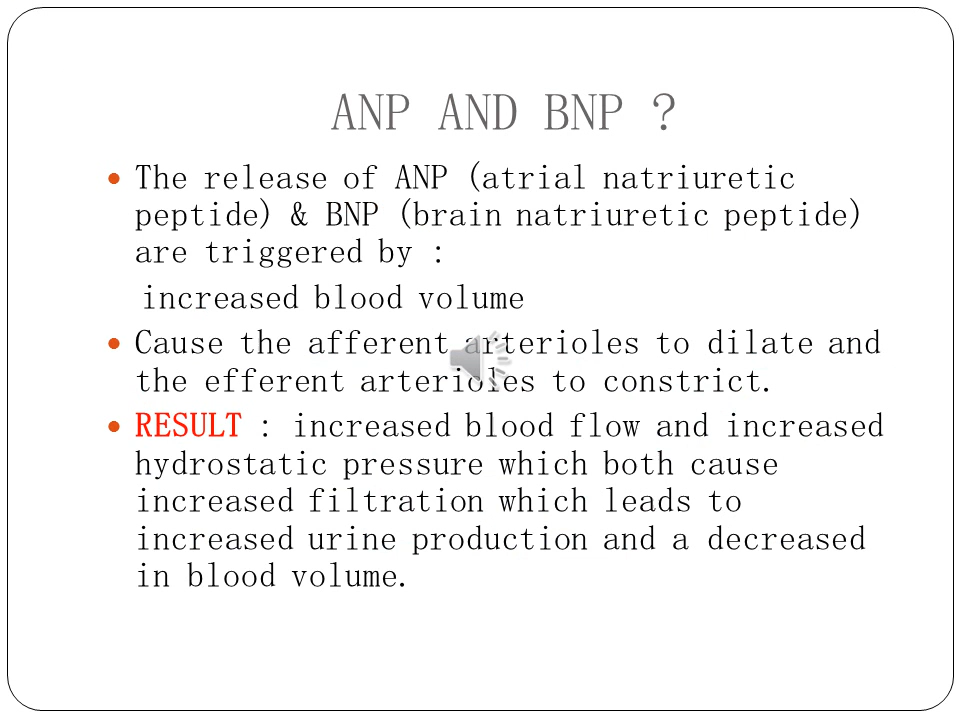 ANP AND BNP ?
The release of ANP (atrial natriuretic
peptide) & BNP (brain natriuretic peptide)
are triggered by :
increased blood volume
Cause the afferent arterioles to dilate and
the efferent arterioles to constrict.
RESULT : increased blood flow and increased
hydrostatic pressure which both cause
increased filtration which leads to
increased urine production and a decreased
in blood volume.